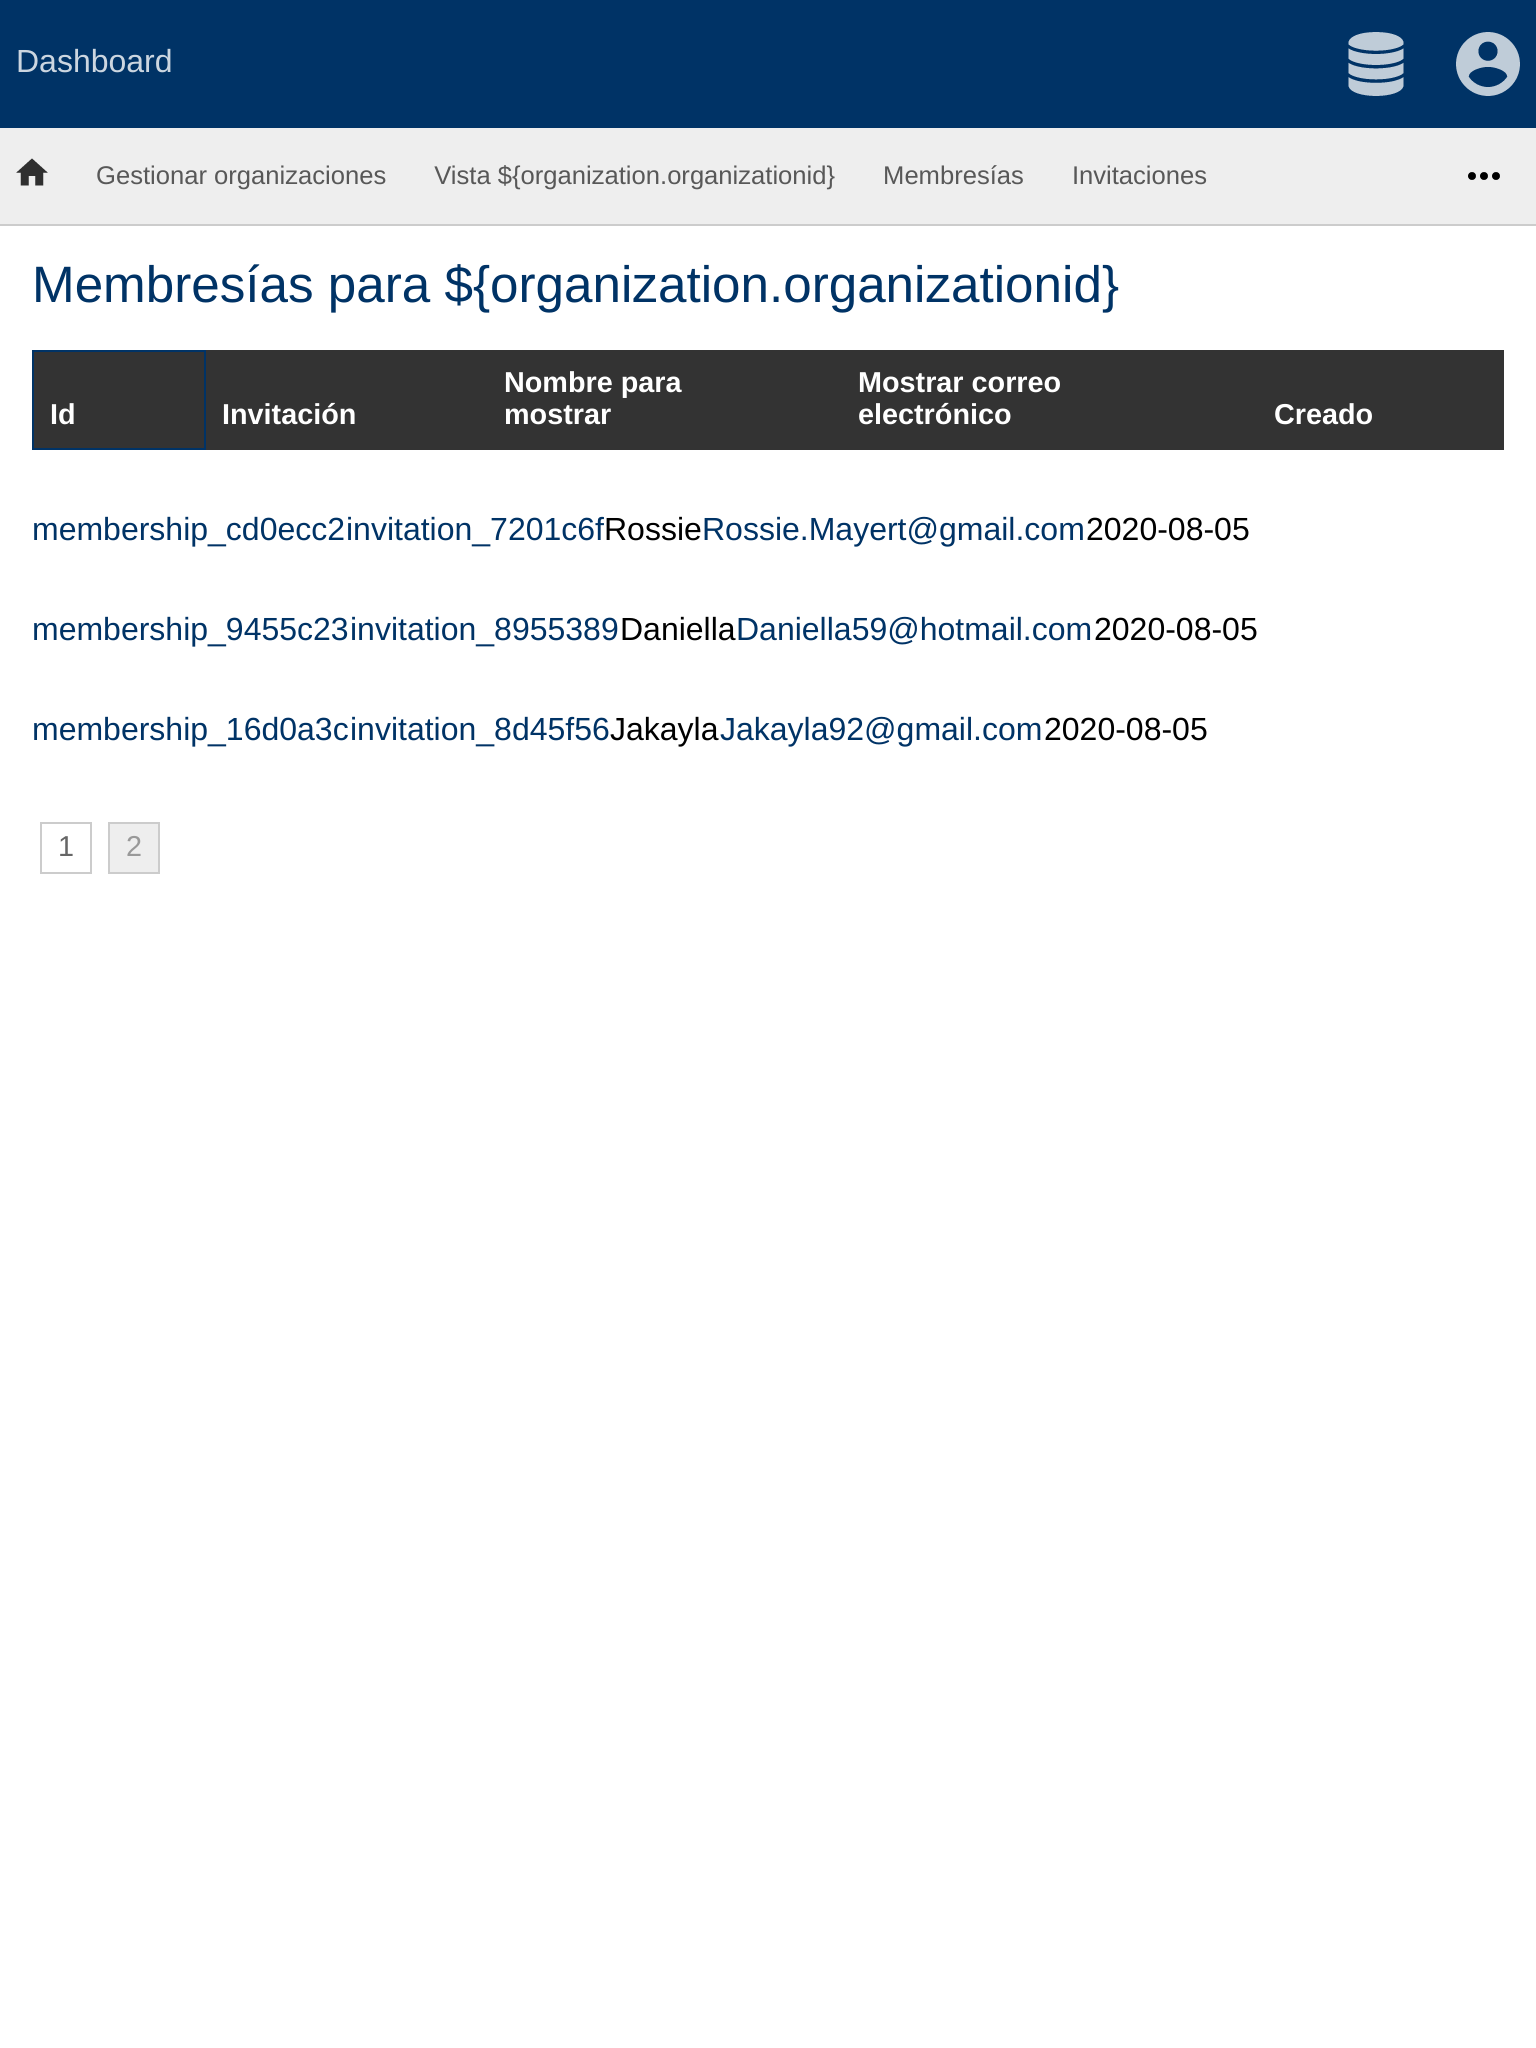 Dashboard
Gestionar organizaciones Vista ${organization.organizationid} Membresías Invitaciones
Membresías para ${organization.organizationid}
Id Invitación Nombre para mostrar Mostrar correo electrónico Creado
membership_cd0ecc2invitation_7201c6fRossieRossie.Mayert@gmail.com2020-08-05
membership_9455c23invitation_8955389DaniellaDaniella59@hotmail.com2020-08-05
membership_16d0a3cinvitation_8d45f56JakaylaJakayla92@gmail.com2020-08-05
1 2